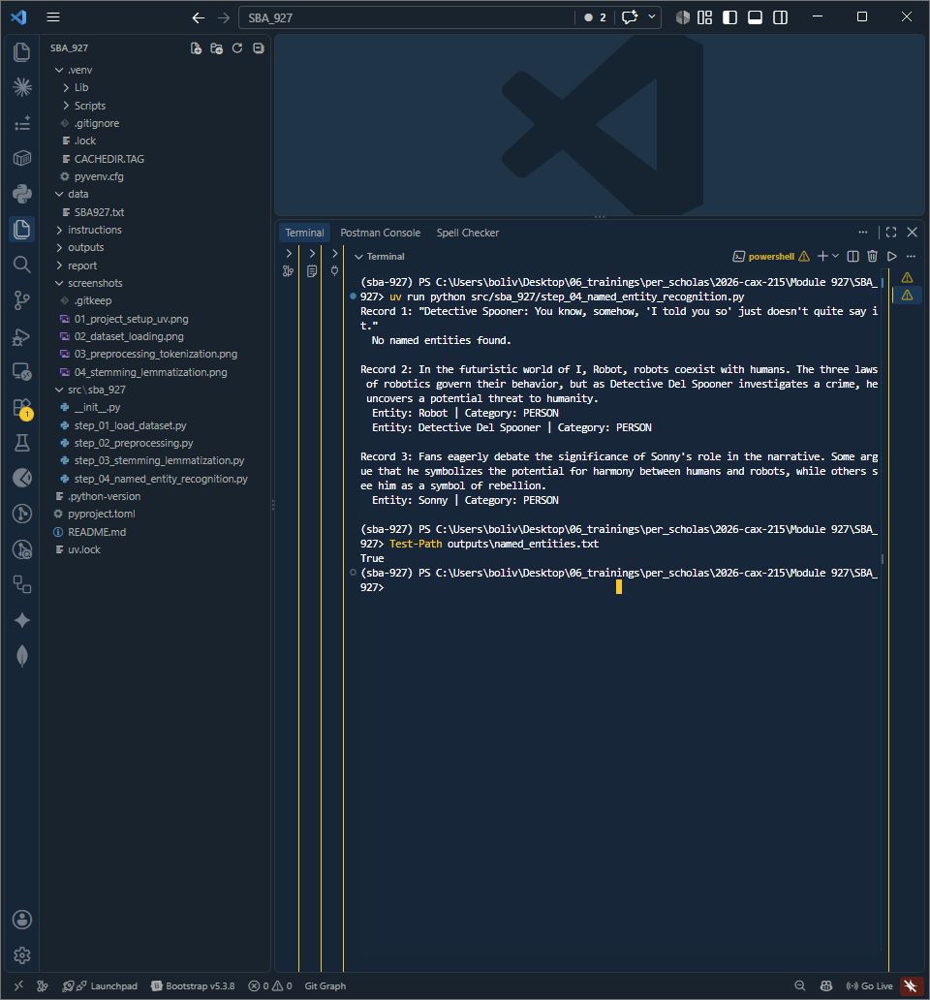 SBA_927
2
SBA_927
.venv
Lib
Scripts
.gitignore
.lock
CACHEDIR.TAG
pyvenv.cfg
data
SBA927.txt
instructions
outputs
report
screenshots
.gitkeep
01_project_setup_uv.png
02_dataset_loading.png
03_preprocessing_tokenization.png
04_stemming_lemmatization.png
src\sba_927
__init__.py
step_01_load_dataset.py
step_02_preprocessing.py
step_03_stemming_lemmatization.py
step_04_named_entity_recognition.py
.python-version
pyproject.toml
README.md
uv.lock
1
Terminal Postman Console Spell Checker
Terminal
powershell
(sba-927) PS C:\Users\boliv\Desktop\06_trainings\per_scholas\2026-cax-215\Module 927\SBA_
927> uv run python src/sba_927/step_04_named_entity_recognition.py
Record 1: "Detective Spooner: You know, somehow, 'I told you so' just doesn't quite say i
t."
No named entities found.
Record 2: In the futuristic world of I, Robot, robots coexist with humans. The three laws
of robotics govern their behavior, but as Detective Del Spooner investigates a crime, he
uncovers a potential threat to humanity.
Entity: Robot | Category: PERSON
Entity: Detective Del Spooner | Category: PERSON
Record 3: Fans eagerly debate the significance of Sonny's role in the narrative. Some arg
ue that he symbolizes the potential for harmony between humans and robots, while others s
ee him as a symbol of rebellion.
Entity: Sonny | Category: PERSON
(sba-927) PS C:\Users\boliv\Desktop\06_trainings\per_scholas\2026-cax-215\Module 927\SBA_
927> Test-Path outputs\named_entities.txt
True
(sba-927) PS C:\Users\boliv\Desktop\06_trainings\per_scholas\2026-cax-215\Module 927\SBA_
927>
Launchpad Bootstrap v5.3.8 0 0 Git Graph Go Live